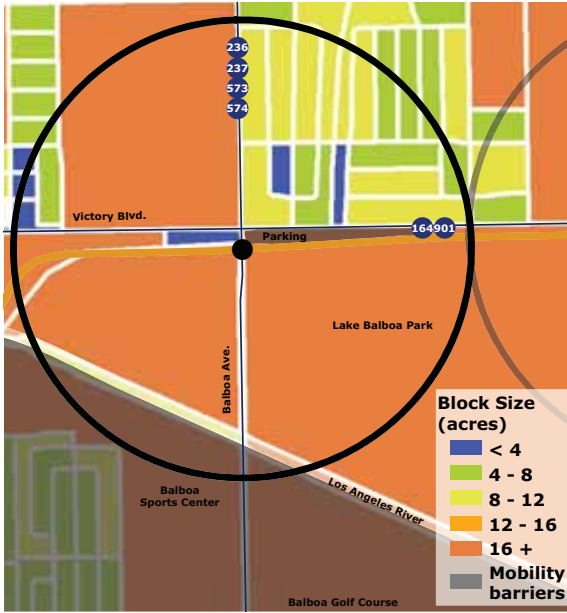 236
237
573
574
Victory Blvd.
164 901
Parking
Lake Balboa Park
Balboa Ave.
Block Size
(acres)
< 4
4 - 8
8 - 12
12 - 16
16 +
Mobility
barriers
Balboa
Sports Center
Los Angeles River
Balboa Golf Course